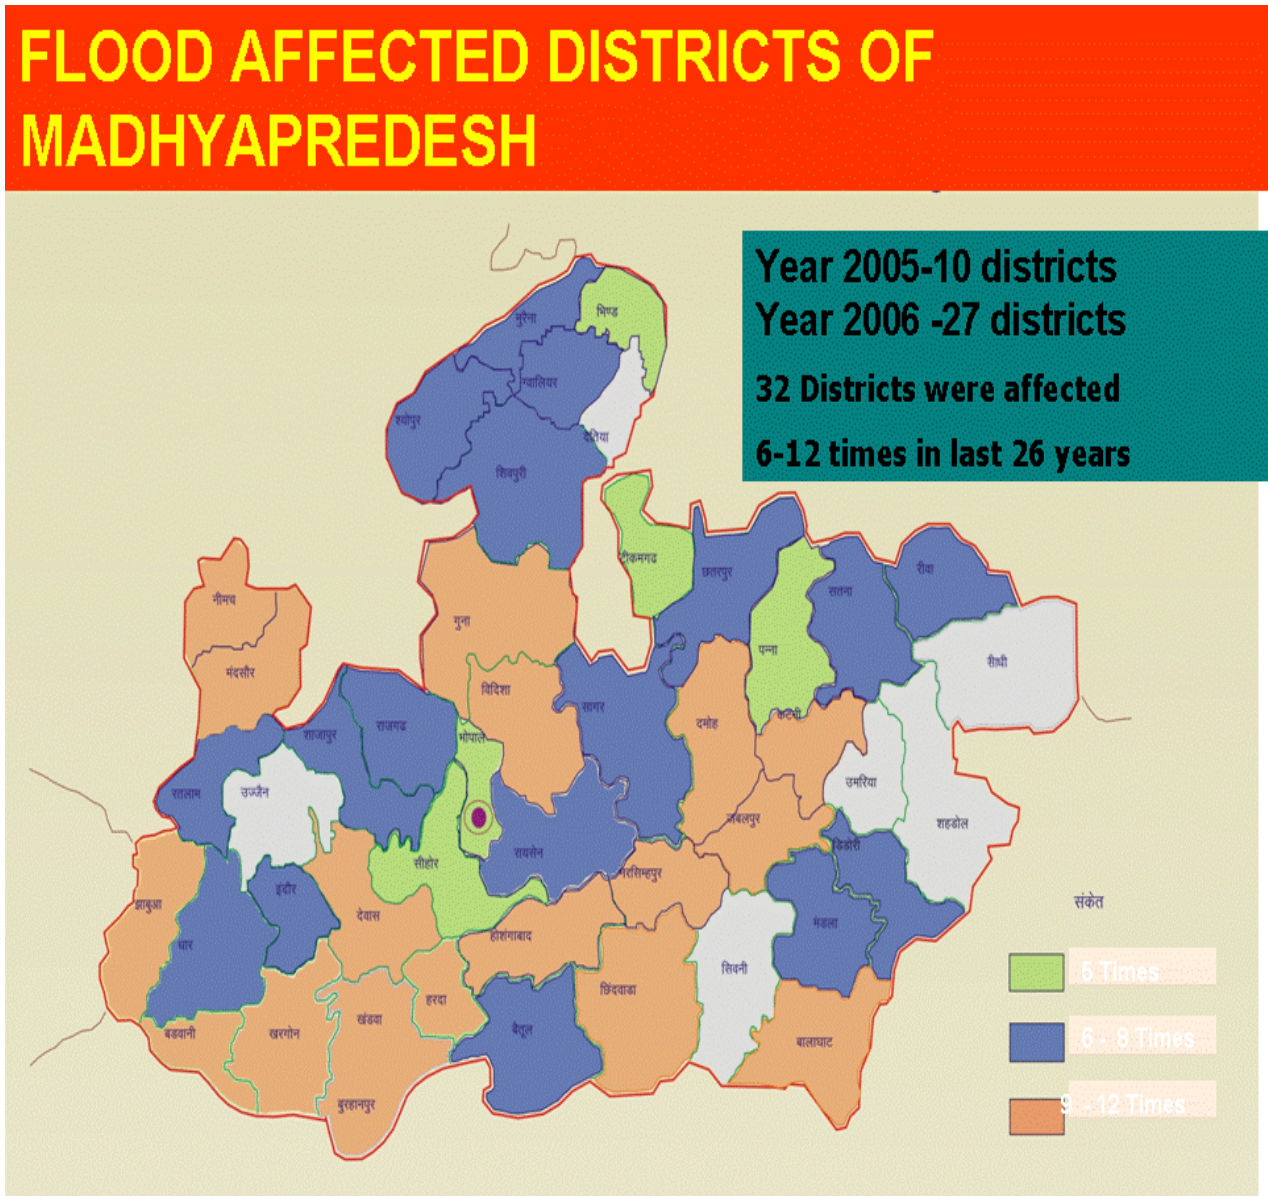 FLOOD AFFECTED DISTRICTS OF
MADHYAPREDESH
Year 2005-10 districts
Year 2006 -27 districts
32 Districts were affected
6-12 times in last 26 years
भिण्ड
मुरैना
ग्वालियर
श्योपुर
दतिया
शिवपुरी
टीकमगढ
छतरपुर
रीवा
सतना
नीमच
गुना
पन्ना
सीधी
मंदसौर
विदिशा
सागर
दमोह
कटनी
राजगढ
शाजापुर
भोपाल
रतलाम
उज्जैन
उमरिया
जबलपुर
शहडोल
डिंडोरी
रायसेन
सीहोर
नरसिम्हपुर
इंदौर
झाबुआ
देवास
संकेत
मंडला
होशंगाबाद
धार
सिवनी
5 Times
छिंदवाडा
हरदा
खंडवा
बैतूल
बडवानी
खरगोन
6 - 8 Times
बालाघाट
बुरहानपुर
9 - 12 Times